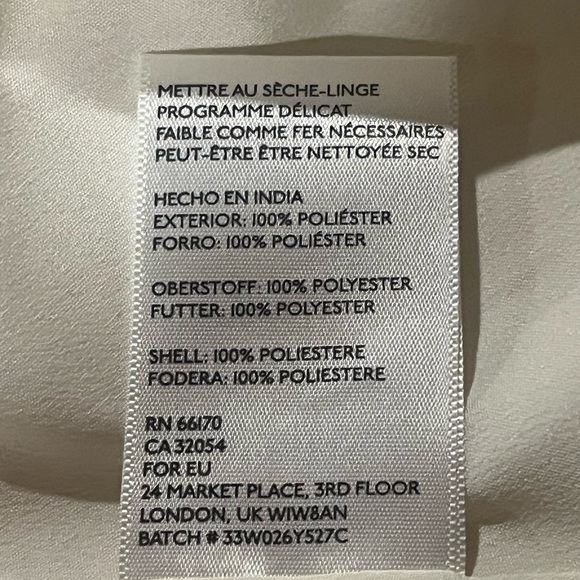 METTRE AU SÈCHE-LINGE
PROGRAMME DÉLICAT
FAIBLE COMME FER NÉCESSAIRES
PEUT-ÊTRE ÊTRE NETTOYÉE SEC
HECHO EN INDIA
EXTERIOR: 100% POLIÉSTER
FORRO: 100% POLIÉSTER
OBERSTOFF: 100% POLYESTER
FUTTER: 100% POLYESTER
SHELL: 100% POLIESTERE
FODERA: 100% POLIESTERE
RN 66170
CA 32054
FOR EU
24 MARKET PLACE, 3RD FLOOR
LONDON, UK W1W8AN
BATCH # 33W026Y527C